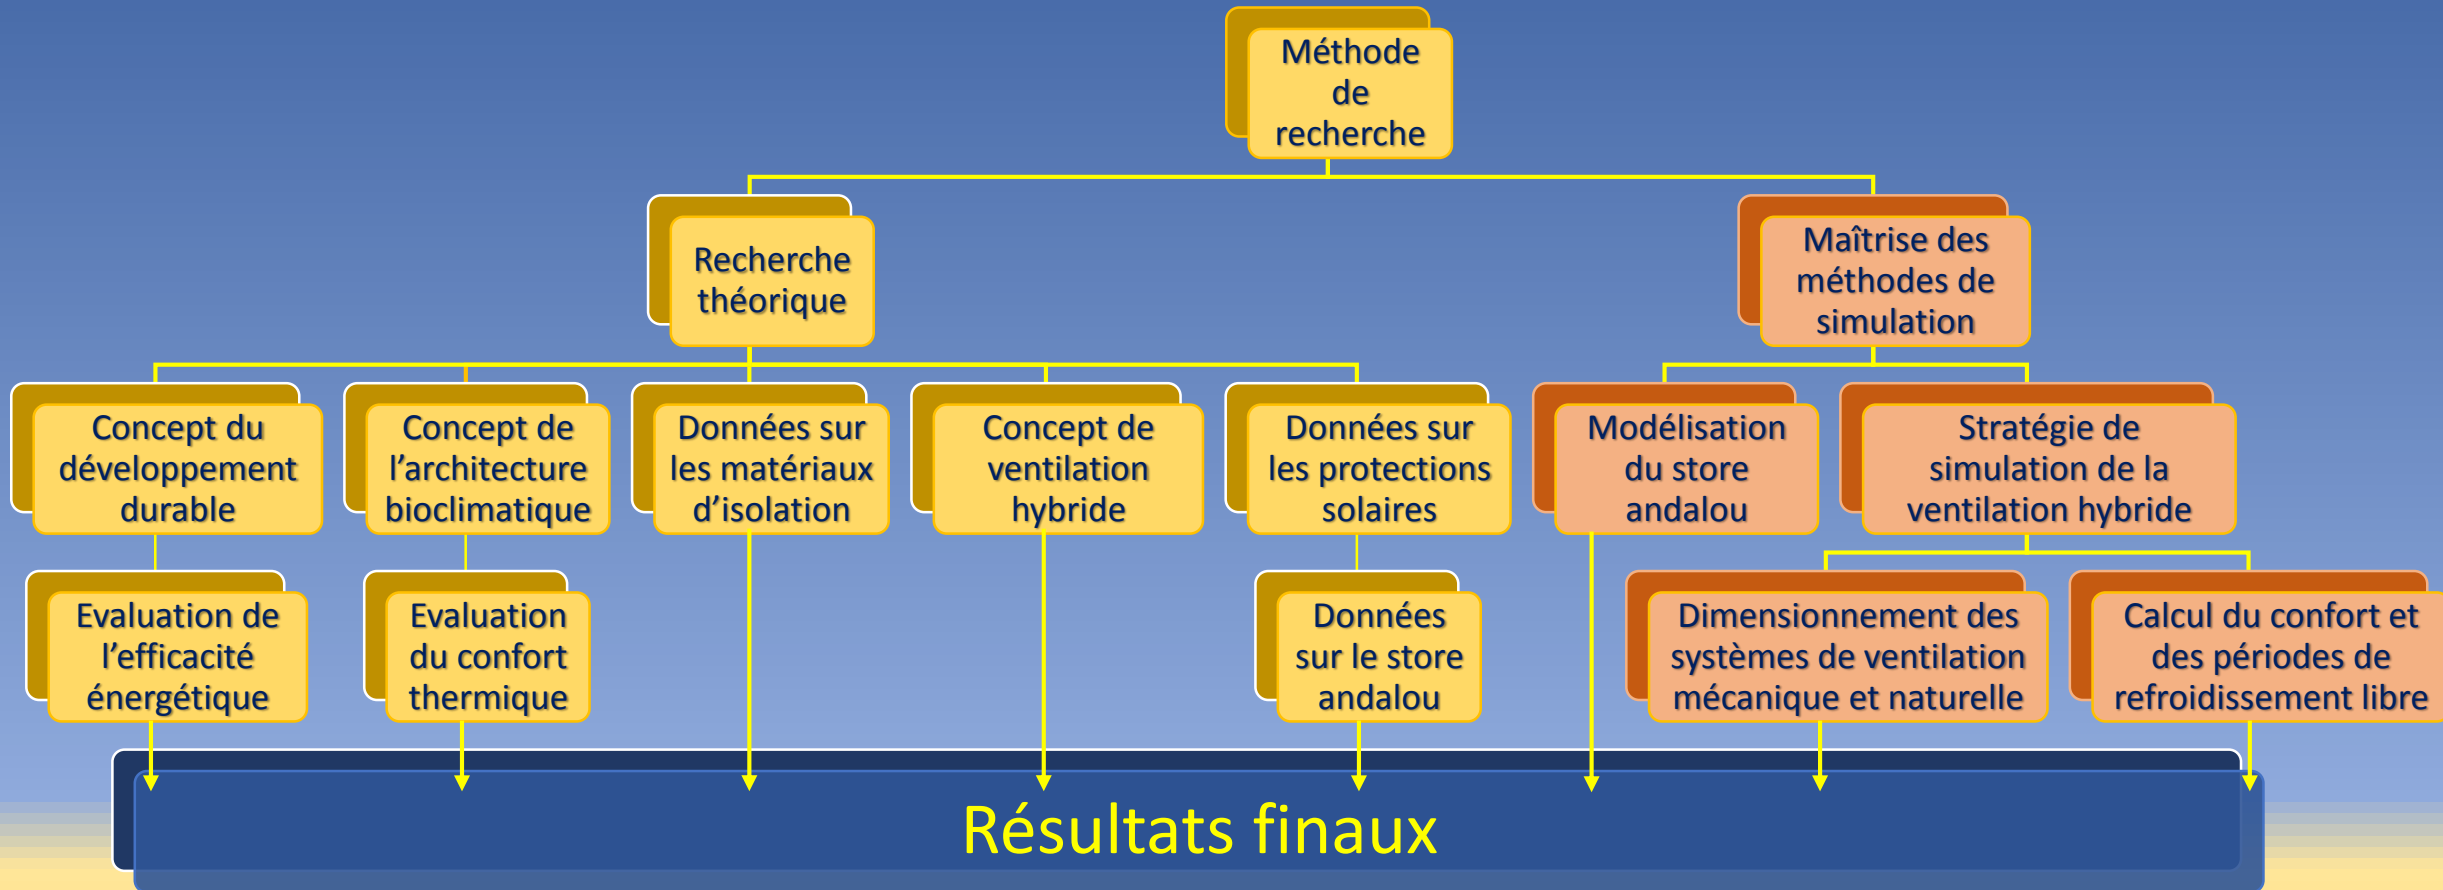 Méthode
de
recherche
Recherche
théorique
Maîtrise des
méthodes de
simulation
Concept du
développement
durable
Concept de
l’architecture
bioclimatique
Données sur
les matériaux
d’isolation
Concept de
ventilation
hybride
Données sur
les protections
solaires
Modélisation
du store
andalou
Stratégie de
simulation de la
ventilation hybride
Evaluation de
l’efficacité
énergétique
Evaluation
du confort
thermique
Données
sur le store
andalou
Dimensionnement des
systèmes de ventilation
mécanique et naturelle
Calcul du confort et
des périodes de
refroidissement libre
Résultats finaux